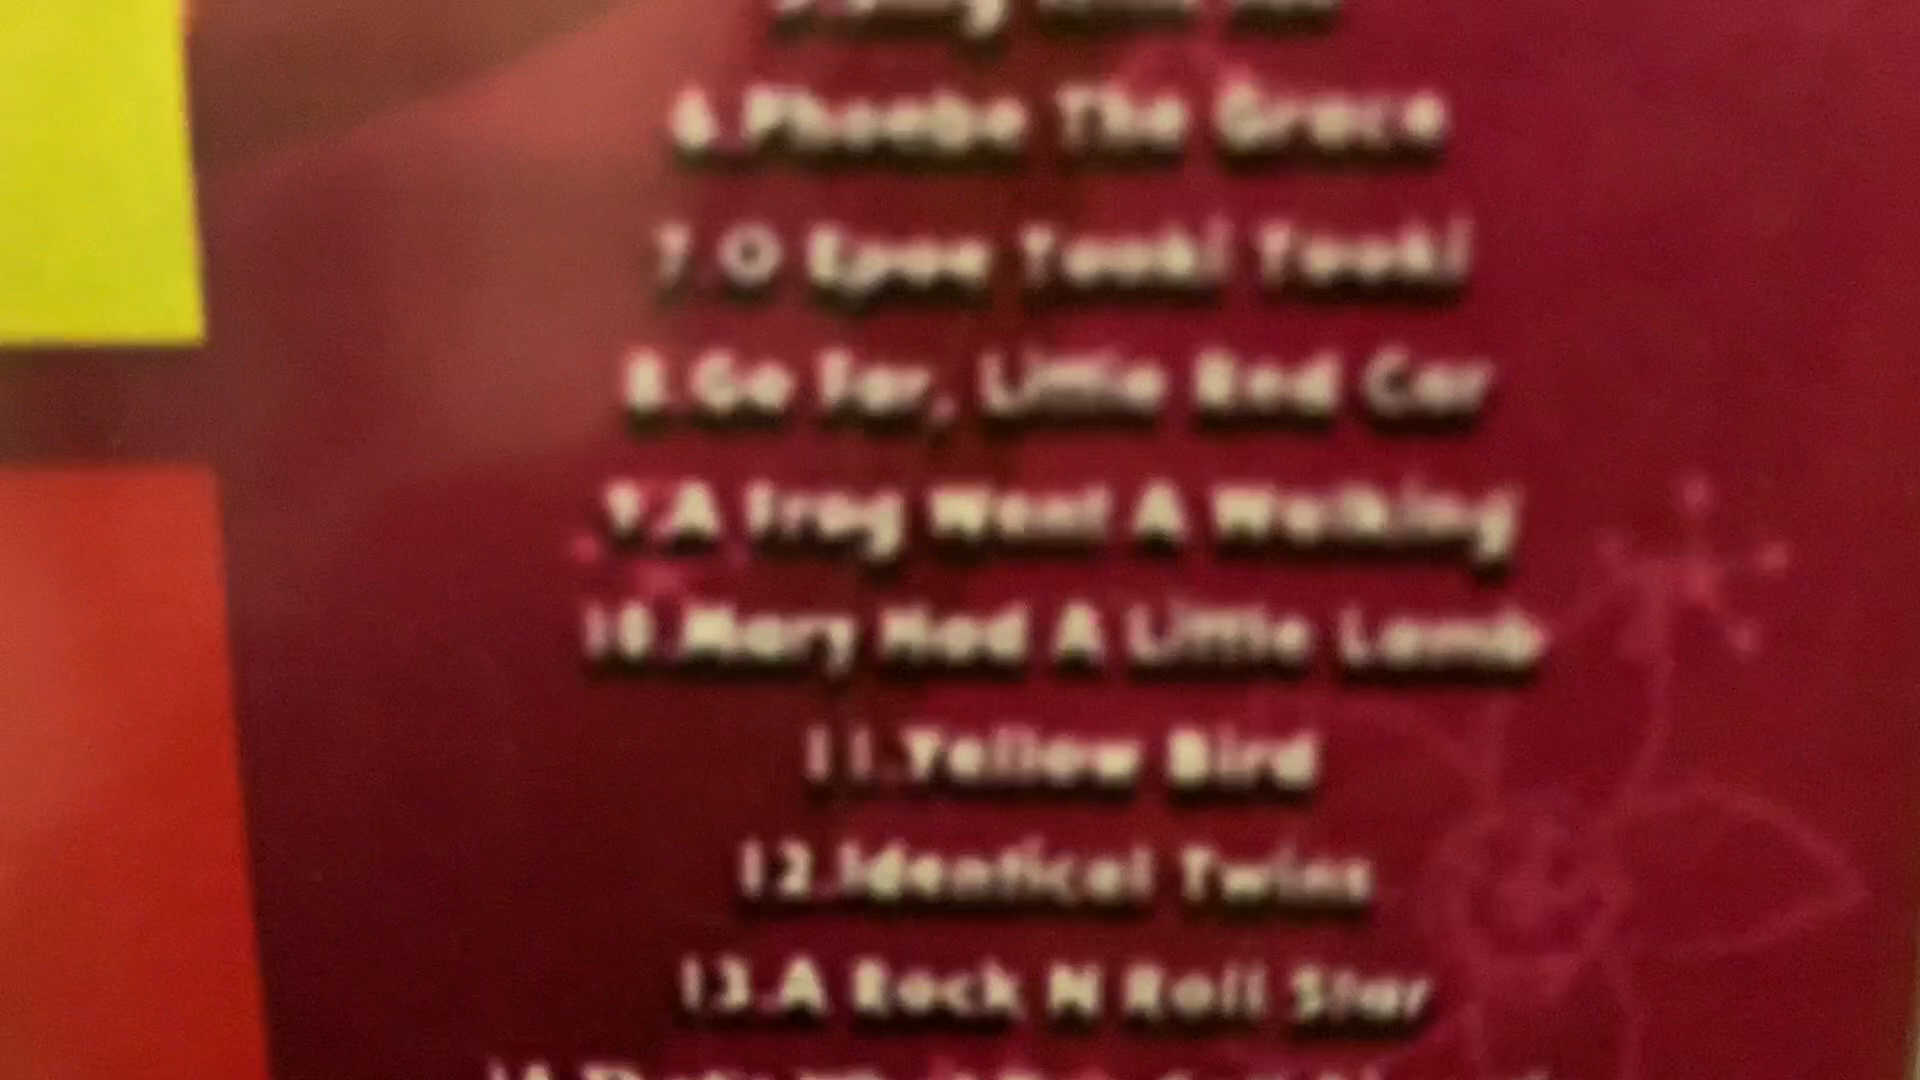 6.Phoebe The Grace
7.O Epoe Tooki Tooki
8.Go Far, Little Red Car
9.A Frog Went A Walking
10.Mary Had A Little Lamb
11.Yellow Bird
12.Identical Twins
13.A Rock N Roll Star